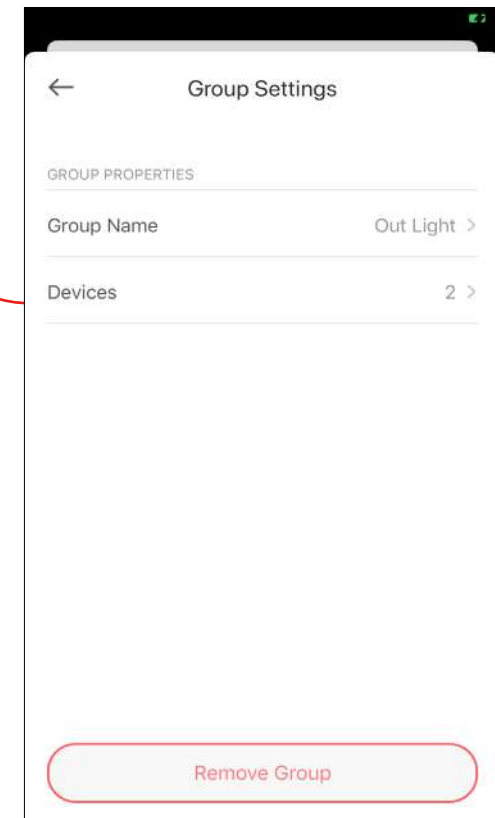 Group Settings
GROUP PROPERTIES
Group Name Out Light >
Devices 2 >
Remove Group